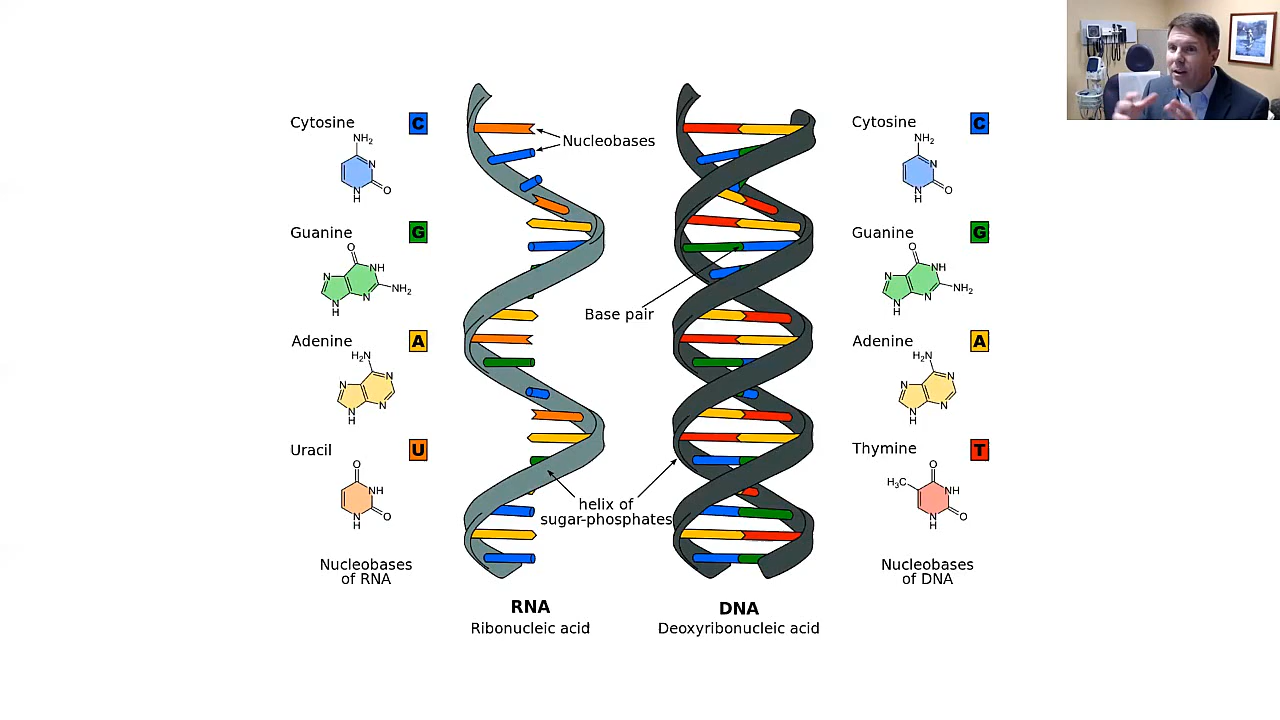 Cytosine C
NH₂
N
N
H
O
Guanine G
O
N
NH
N
H
N
NH₂
Adenine A
H₂N
N
N
N
H
N
Uracil U
O
NH
N
H
O
Nucleobases
of RNA
Nucleobases
Base pair
helix of
sugar-phosphates
RNA
Ribonucleic acid
DNA
Deoxyribonucleic acid
Cytosine C
NH₂
N
N
H
O
Guanine G
O
N
NH
N
H
N
NH₂
Adenine A
H₂N
N
N
N
H
N
Thymine T
O
H₃C
NH
N
H
O
Nucleobases
of DNA